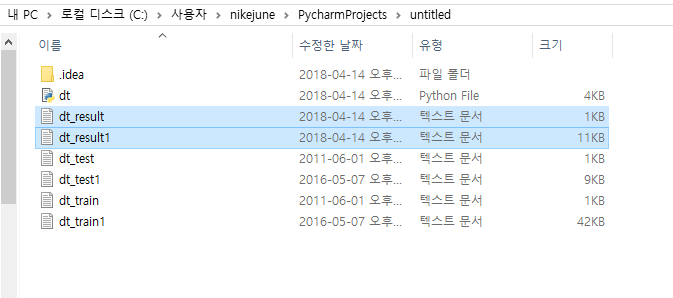 내 PC > 로컬 디스크 (C:) > 사용자 > nikejune > PycharmProjects > untitled
이름 수정한 날짜 유형 크기
.idea 2018-04-14 오후... 파일 폴더
dt 2018-04-14 오후... Python File 4KB
dt_result 2018-04-14 오후... 텍스트 문서 1KB
dt_result1 2018-04-14 오후... 텍스트 문서 11KB
dt_test 2011-06-01 오후... 텍스트 문서 1KB
dt_test1 2016-05-07 오후... 텍스트 문서 9KB
dt_train 2011-06-01 오후... 텍스트 문서 1KB
dt_train1 2016-05-07 오후... 텍스트 문서 42KB